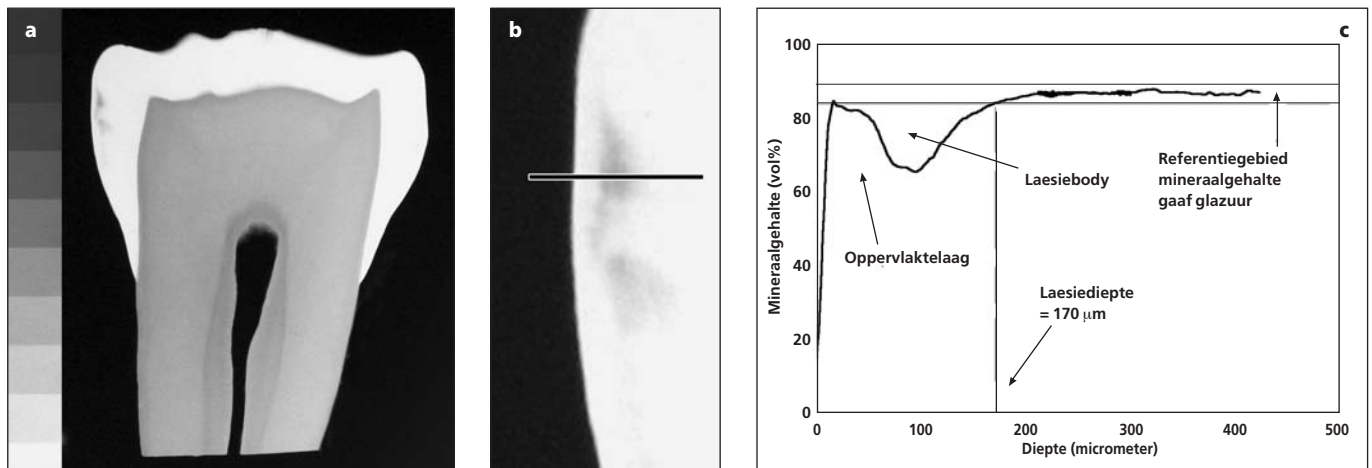 a
b
c
100
80
60
40
20
0
Mineraalgehalte (vol%)
Laesiebody
Referentiegebied
mineraalgehalte
gaaf glazuur
Oppervlaktelaag
Laesiediepte
= 170 μm
0 100 200 300 400 500
Diepte (micrometer)